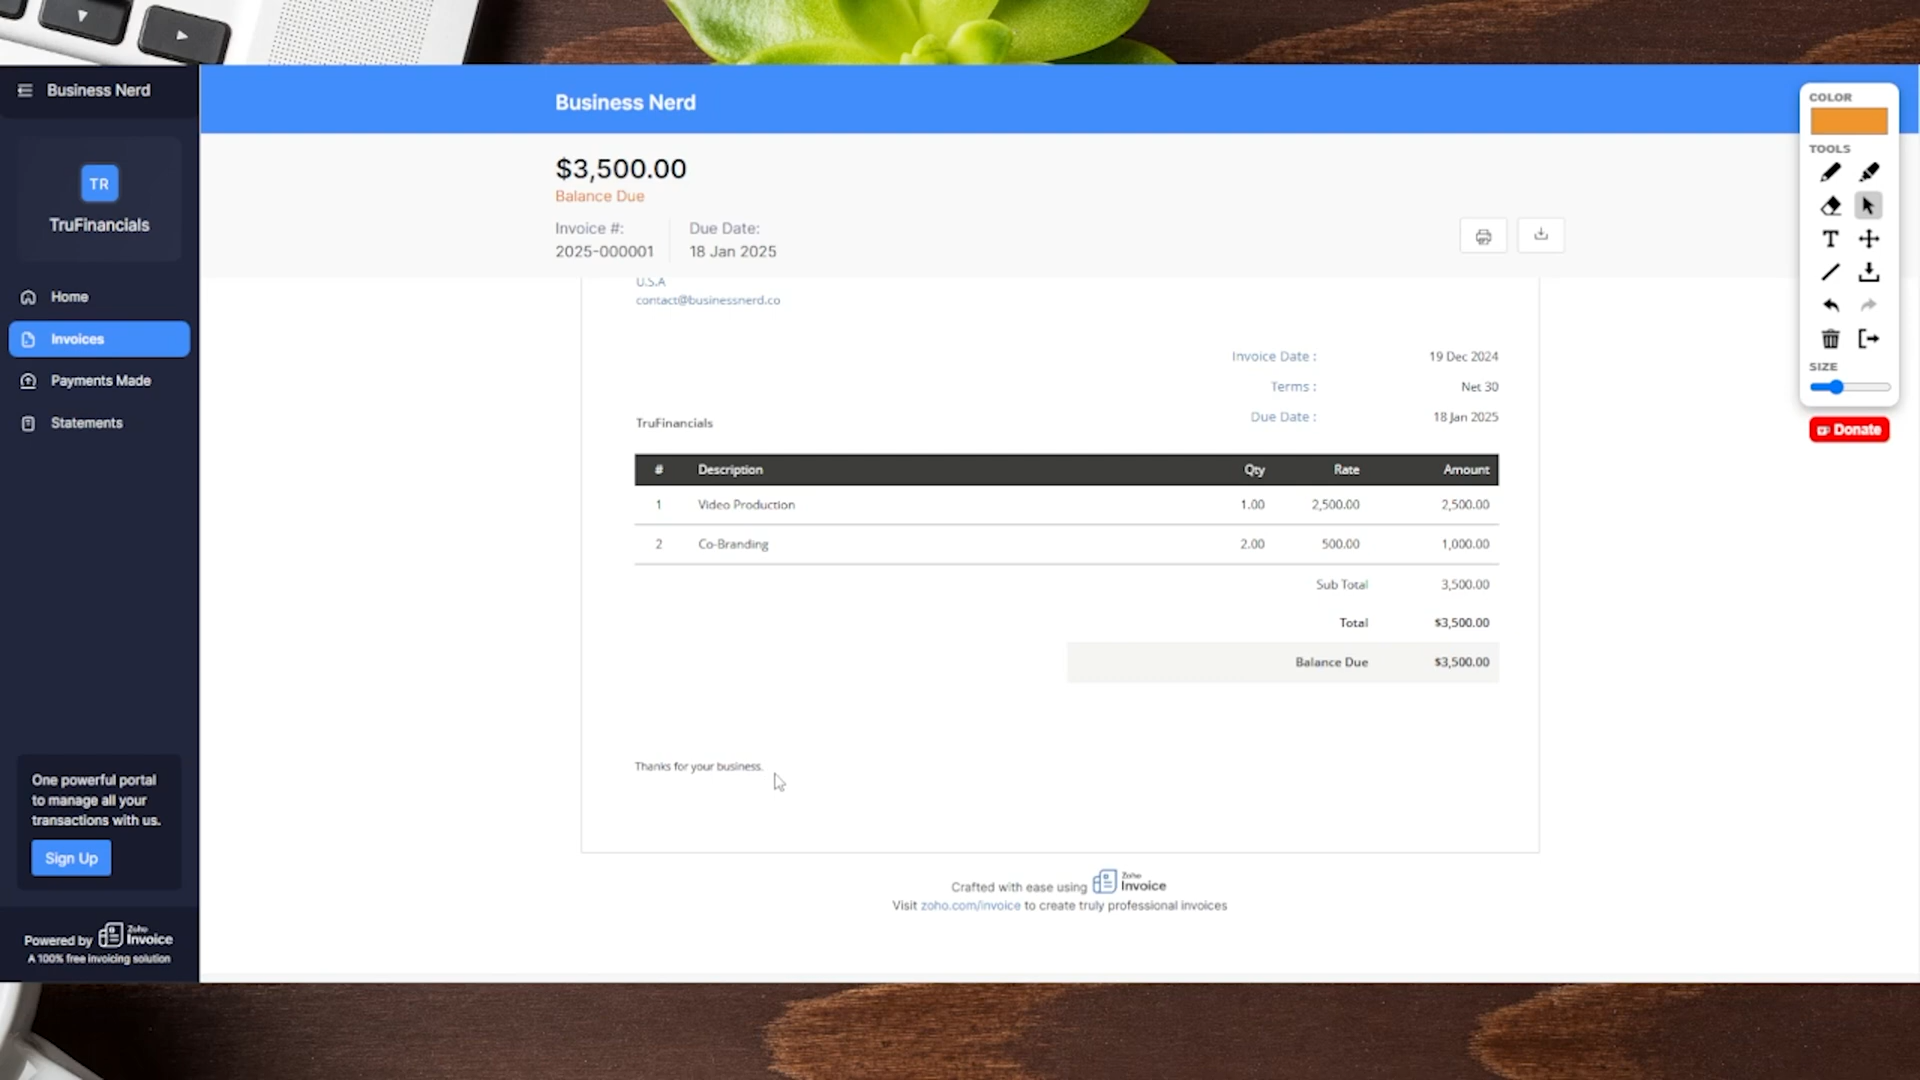 Business Nerd
TR
TruFinancials
Home
Invoices
Payments Made
Statements
One powerful portal
to manage all your
transactions with us.
Sign Up
Powered by Zoho Invoice
A 100% free invoicing solution
Business Nerd
$3,500.00
Balance Due
Invoice #: Due Date:
2025-000001 18 Jan 2025
U.S.A
contact@businessnerd.co
Invoice Date : 19 Dec 2024
Terms : Net 30
Due Date : 18 Jan 2025
TruFinancials
# Description Qty Rate Amount
1 Video Production 1.00 2,500.00 2,500.00
2 Co-Branding 2.00 500.00 1,000.00
Sub Total 3,500.00
Total $3,500.00
Balance Due $3,500.00
Thanks for your business.
Crafted with ease using Zoho Invoice
Visit zoho.com/invoice to create truly professional invoices
COLOR
TOOLS
T
SIZE
Donate